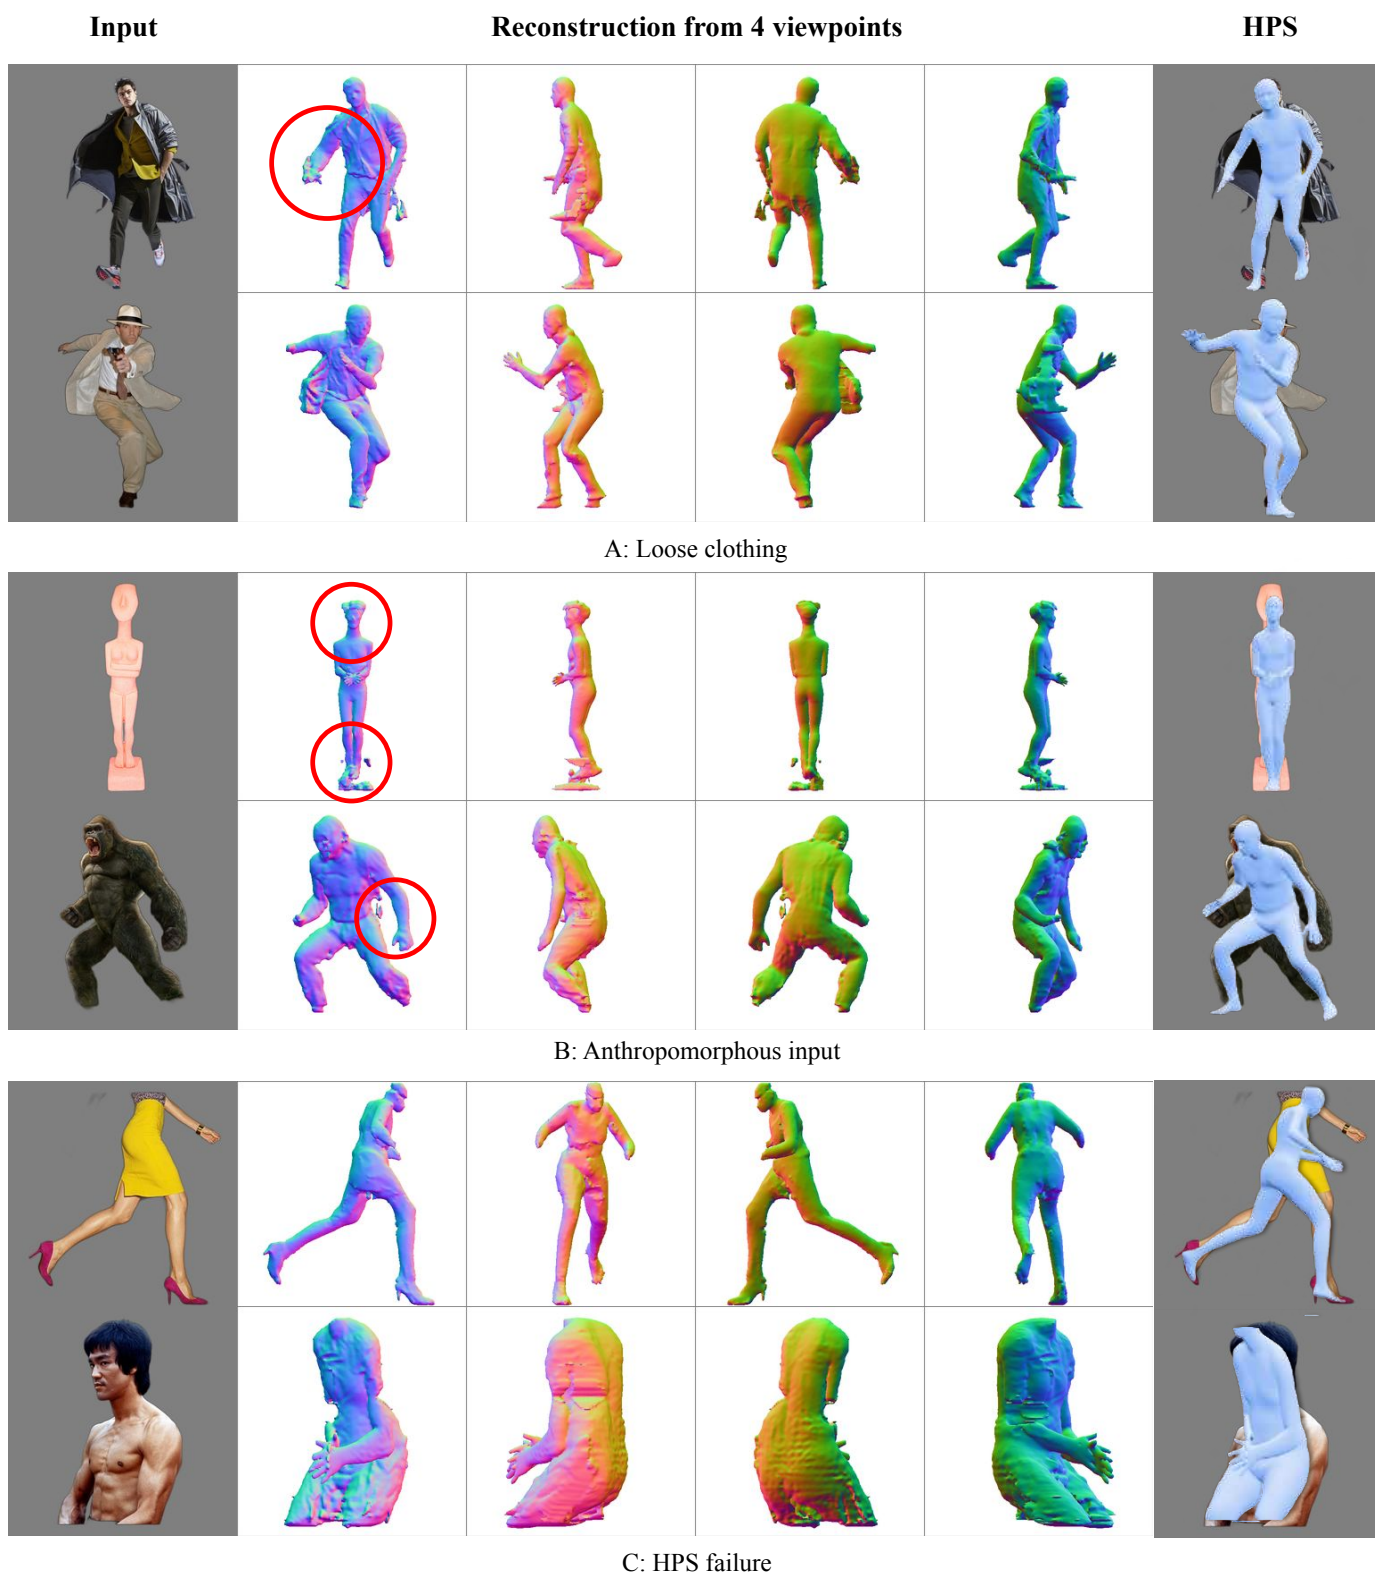 Input Reconstruction from 4 viewpoints HPS
A: Loose clothing
B: Anthropomorphous input
C: HPS failure